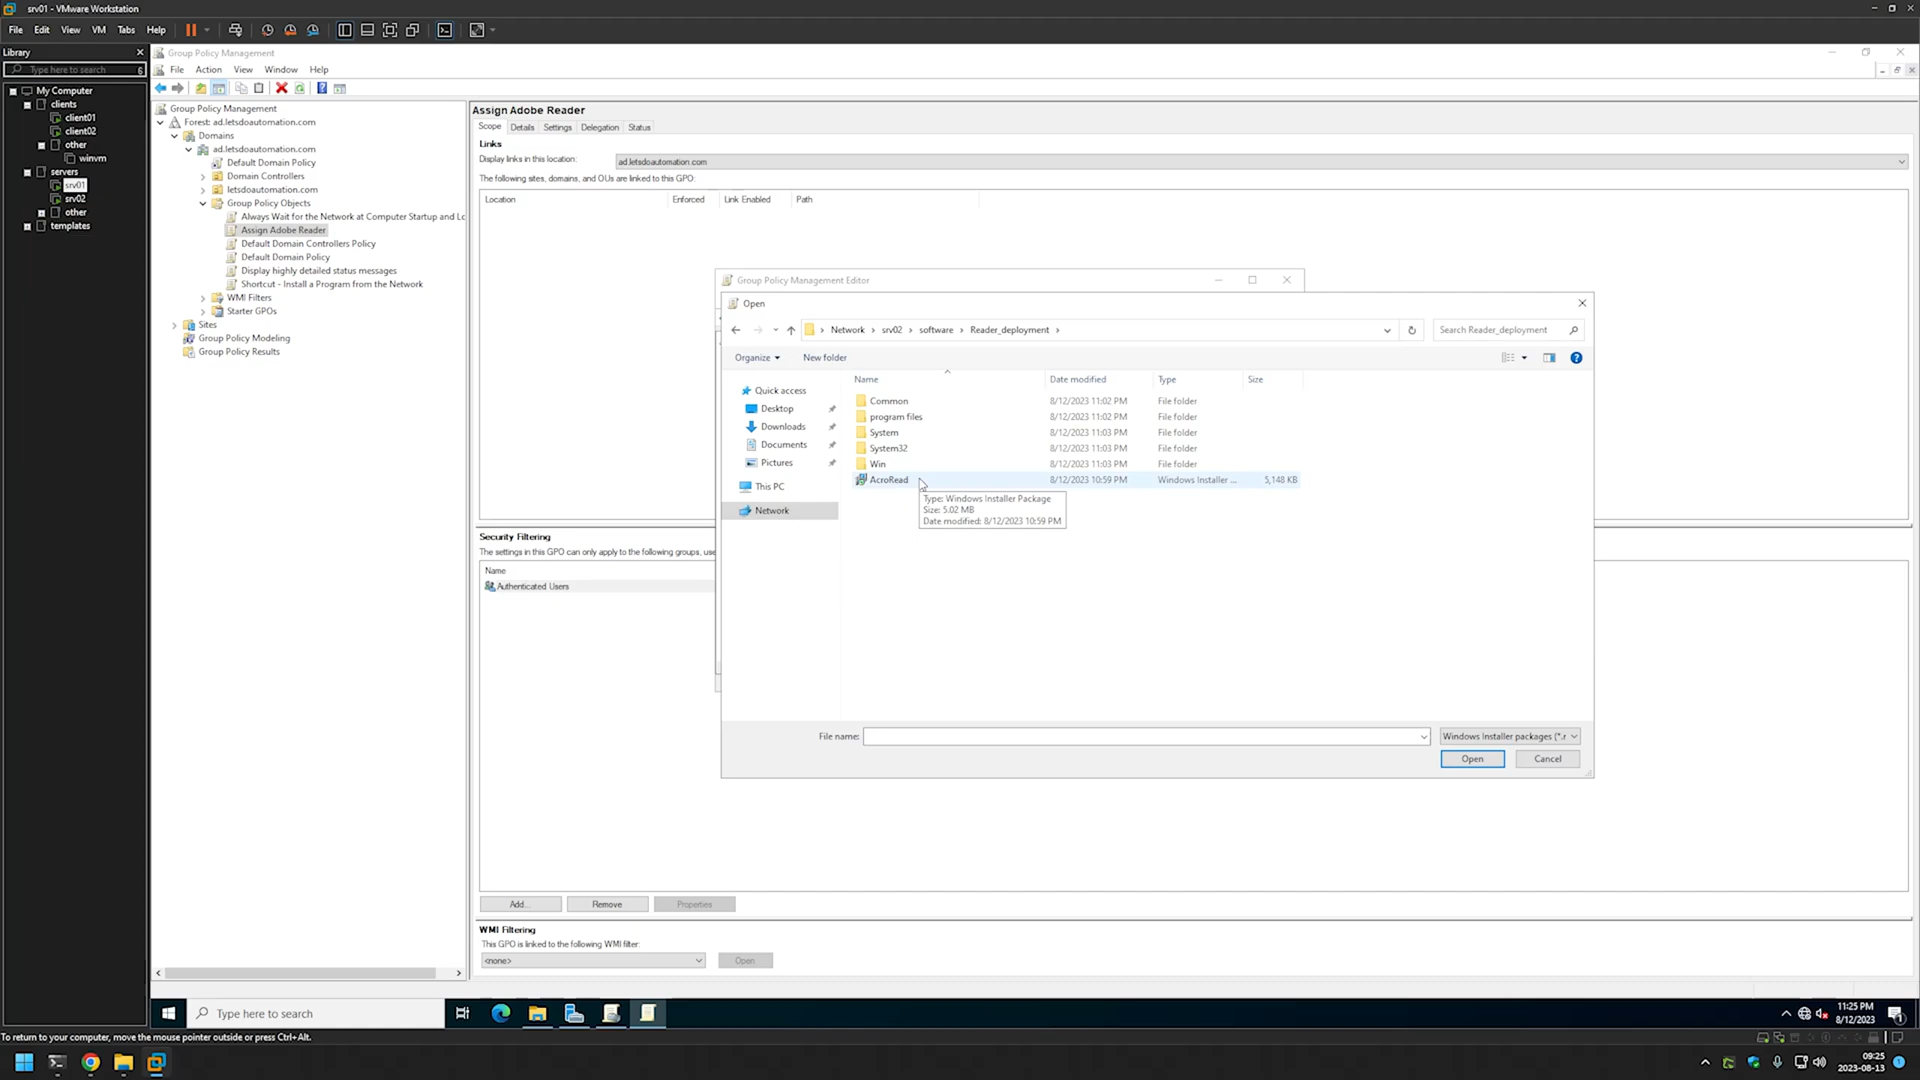 srv01 - VMware Workstation
File Edit View VM Tabs Help
Library
Type here to search
My Computer
clients
client01
client02
other
winvm
servers
srv01
srv02
other
templates
Group Policy Management
File Action View Window Help
Group Policy Management
Forest: ad.letsdoautomation.com
Domains
ad.letsdoautomation.com
Default Domain Policy
Domain Controllers
letsdoautomation.com
Group Policy Objects
Always Wait for the Network at Computer Startup and Lo
Assign Adobe Reader
Default Domain Controllers Policy
Default Domain Policy
Display highly detailed status messages
Shortcut - Install a Program from the Network
WMI Filters
Starter GPOs
Sites
Group Policy Modeling
Group Policy Results
Assign Adobe Reader
Scope Details Settings Delegation Status
Links
Display links in this location: ad.letsdoautomation.com
The following sites, domains, and OUs are linked to this GPO:
Location Enforced Link Enabled Path
Security Filtering
The settings in this GPO can only apply to the following groups, use
Name
Authenticated Users
Add... Remove Properties
WMI Filtering
This GPO is linked to the following WMI filter:
<none> Open
Group Policy Management Editor
Open
Network > srv02 > software > Reader_deployment >
Search Reader_deployment
Organize New folder
Quick access
Desktop
Downloads
Documents
Pictures
This PC
Network
Name Date modified Type Size
Common 8/12/2023 11:02 PM File folder
program files 8/12/2023 11:02 PM File folder
System 8/12/2023 11:03 PM File folder
System32 8/12/2023 11:03 PM File folder
Win 8/12/2023 11:03 PM File folder
AcroRead 8/12/2023 10:59 PM Windows Installer ... 5,148 KB
Type: Windows Installer Package
Size: 5.02 MB
Date modified: 8/12/2023 10:59 PM
File name: Windows Installer packages (*.r
Open Cancel
Type here to search
11:25 PM
8/12/2023
1
To return to your computer, move the mouse pointer outside or press Ctrl+Alt.
09:25
2023-08-13
1